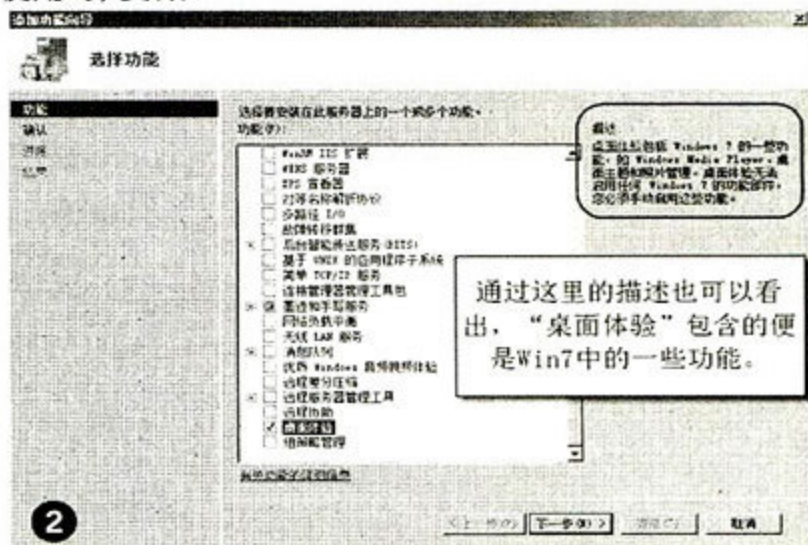 添加功能向导
选择功能
功能
确认
进度
结果
选择要安装在此服务器上的一个或多个功能。
功能(F):
WinRM IIS 扩展
WINS 服务器
XPS 查看器
对等名称解析协议
多路径 I/O
故障转移群集
后台智能传送服务(BITS)
基于 UNIX 的应用程序子系统
简单 TCP/IP 服务
连接管理器管理工具包
墨迹和手写服务
网络负载平衡
无线 LAN 服务
消息队列
优质 Windows 音频视频体验
远程差分压缩
远程服务器管理工具
远程协助
桌面体验
组策略管理
有关功能的详细信息
描述
桌面体验包括 Windows 7 的一些功
能，如 Windows Media Player、桌
面主题和照片管理。桌面体验无法
启用任何 Windows 7 的功能部件，
您必须手动启用这些功能。
通过这里的描述也可以看
出，“桌面体验”包含的便
是Win7中的一些功能。
2
<上一步(P)
下一步(N) >
安装(I)
取消